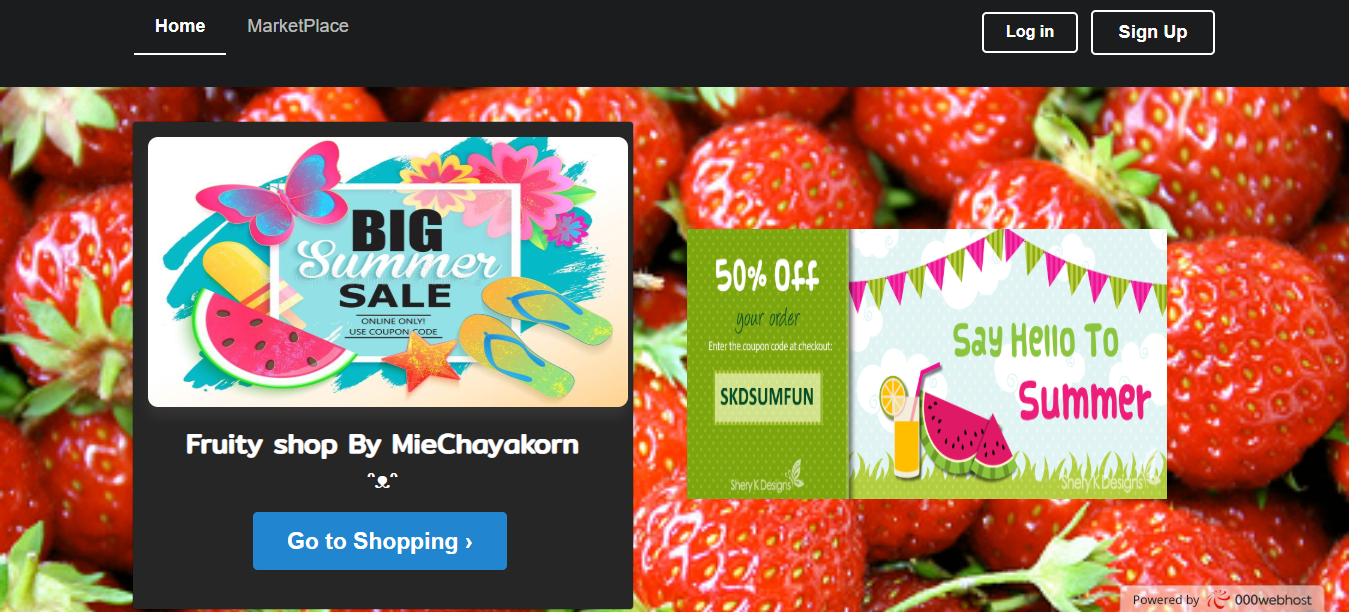 Home
MarketPlace
Log in
Sign Up
BIG
Summer
SALE
ONLINE ONLY!
USE COUPON CODE
Fruity shop By MieChayakorn
ᵔᴥᵔ
Go to Shopping ›
50% Off
your order
Enter the coupon code at checkout:
SKDSUMFUN
Shery K Designs
Say Hello To
Summer
Shery K Designs
Powered by 000webhost